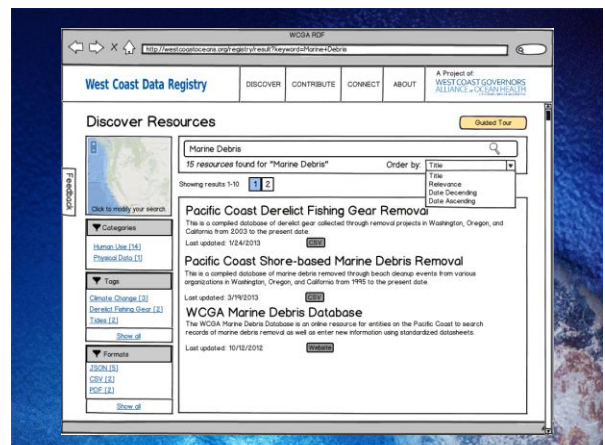 WCGA RDF
http://westcoastoceans.org/registry/result?keyword=Marine+Debris
West Coast Data Registry
DISCOVER
CONTRIBUTE
CONNECT
ABOUT
A Project of:
WEST COAST GOVERNORS
ALLIANCE on OCEAN HEALTH
Discover Resources
Guided Tour
Feedback
Click to modify your search
Marine Debris
15 resources found for "Marine Debris"
Order by:
Title
Title
Relevance
Date Decending
Date Ascending
Showing results 1-10
1 2
Categories
Human Use [14]
Physical Data [1]
Tags
Climate Change [3]
Derelict Fishing Gear [2]
Tides [2]
Show all
Formats
JSON [5]
CSV [2]
PDF [2]
Show all
Pacific Coast Derelict Fishing Gear Removal
This is a compiled database of derelict gear collected through removal projects in Washington, Oregon, and
California from 2003 to the present date.
Last updated: 1/24/2013
CSV
Pacific Coast Shore-based Marine Debris Removal
This is a compiled database of marine debris removed through beach cleanup events from various
organizations in Washington, Oregon, and California from 1995 to the present date.
Last updated: 3/19/2013
CSV
WCGA Marine Debris Database
The WCGA Marine Debris Database is an online resource for entities on the Pacific Coast to search
records of marine debris removal as well as enter new information using standardized datasheets.
Last updated: 10/12/2012
Website